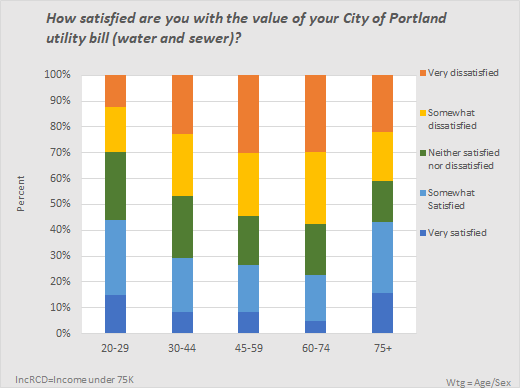 How satisfied are you with the value of your City of Portland
utility bill (water and sewer)?
100%
90%
80%
70%
60%
50%
40%
30%
20%
10%
0%
Percent
20-29 30-44 45-59 60-74 75+
Very dissatisfied
Somewhat
dissatisfied
Neither satisfied
nor dissatisfied
Somewhat
Satisfied
Very satisfied
IncRCD=Income under 75K
Wtg = Age/Sex